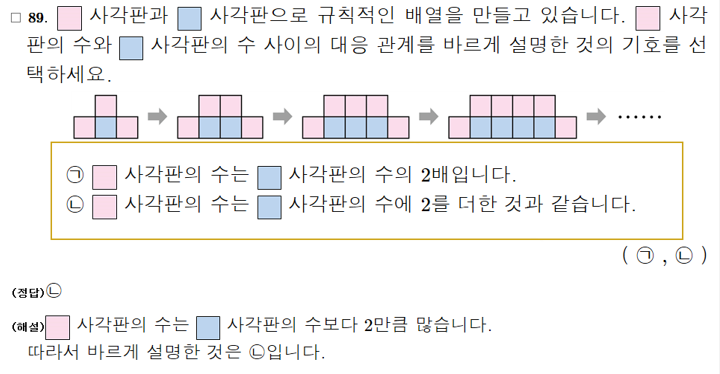 □ 89. 사각판과 사각판으로 규칙적인 배열을 만들고 있습니다. 사각
판의 수와 사각판의 수 사이의 대응 관계를 바르게 설명한 것의 기호를 선
택하세요.
······
㉠ 사각판의 수는 사각판의 수의 2배입니다.
㉡ 사각판의 수는 사각판의 수에 2를 더한 것과 같습니다.
( ㉠ , ㉡ )
(정답)㉡
(해설) 사각판의 수는 사각판의 수보다 2만큼 많습니다.
따라서 바르게 설명한 것은 ㉡입니다.